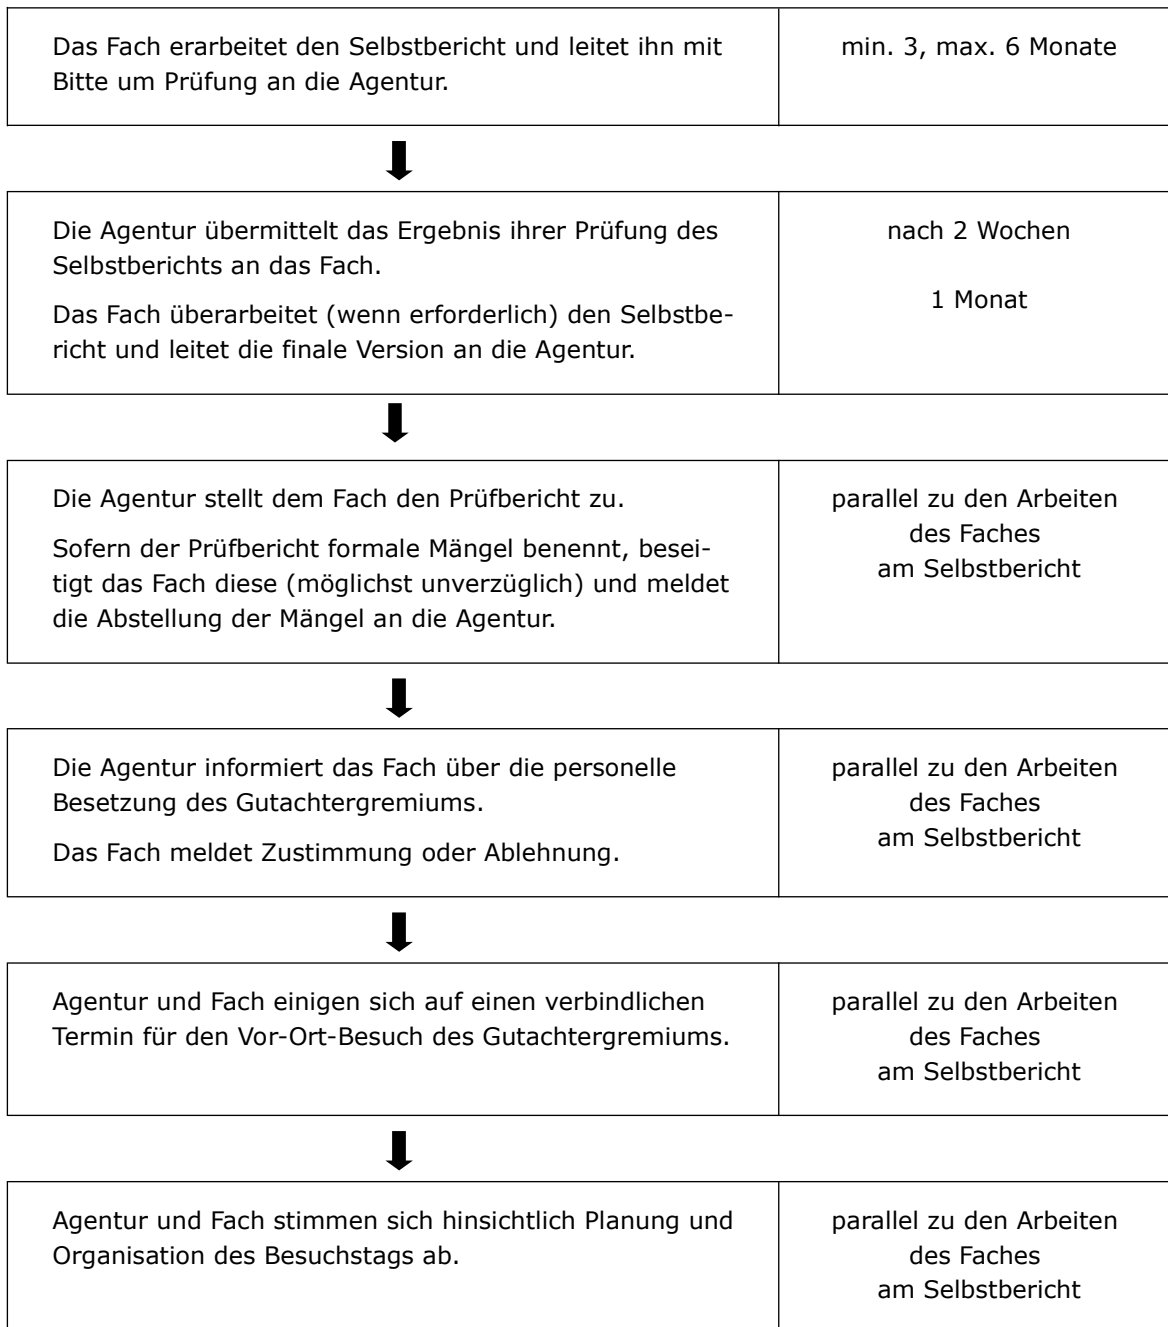 Das Fach erarbeitet den Selbstbericht und leitet ihn mit
Bitte um Prüfung an die Agentur.
min. 3, max. 6 Monate
Die Agentur übermittelt das Ergebnis ihrer Prüfung des
Selbstberichts an das Fach.
Das Fach überarbeitet (wenn erforderlich) den Selbstbe-
richt und leitet die finale Version an die Agentur.
nach 2 Wochen
1 Monat
Die Agentur stellt dem Fach den Prüfbericht zu.
Sofern der Prüfbericht formale Mängel benennt, besei-
tigt das Fach diese (möglichst unverzüglich) und meldet
die Abstellung der Mängel an die Agentur.
parallel zu den Arbeiten
des Faches
am Selbstbericht
Die Agentur informiert das Fach über die personelle
Besetzung des Gutachtergremiums.
Das Fach meldet Zustimmung oder Ablehnung.
parallel zu den Arbeiten
des Faches
am Selbstbericht
Agentur und Fach einigen sich auf einen verbindlichen
Termin für den Vor-Ort-Besuch des Gutachtergremiums.
parallel zu den Arbeiten
des Faches
am Selbstbericht
Agentur und Fach stimmen sich hinsichtlich Planung und
Organisation des Besuchstags ab.
parallel zu den Arbeiten
des Faches
am Selbstbericht